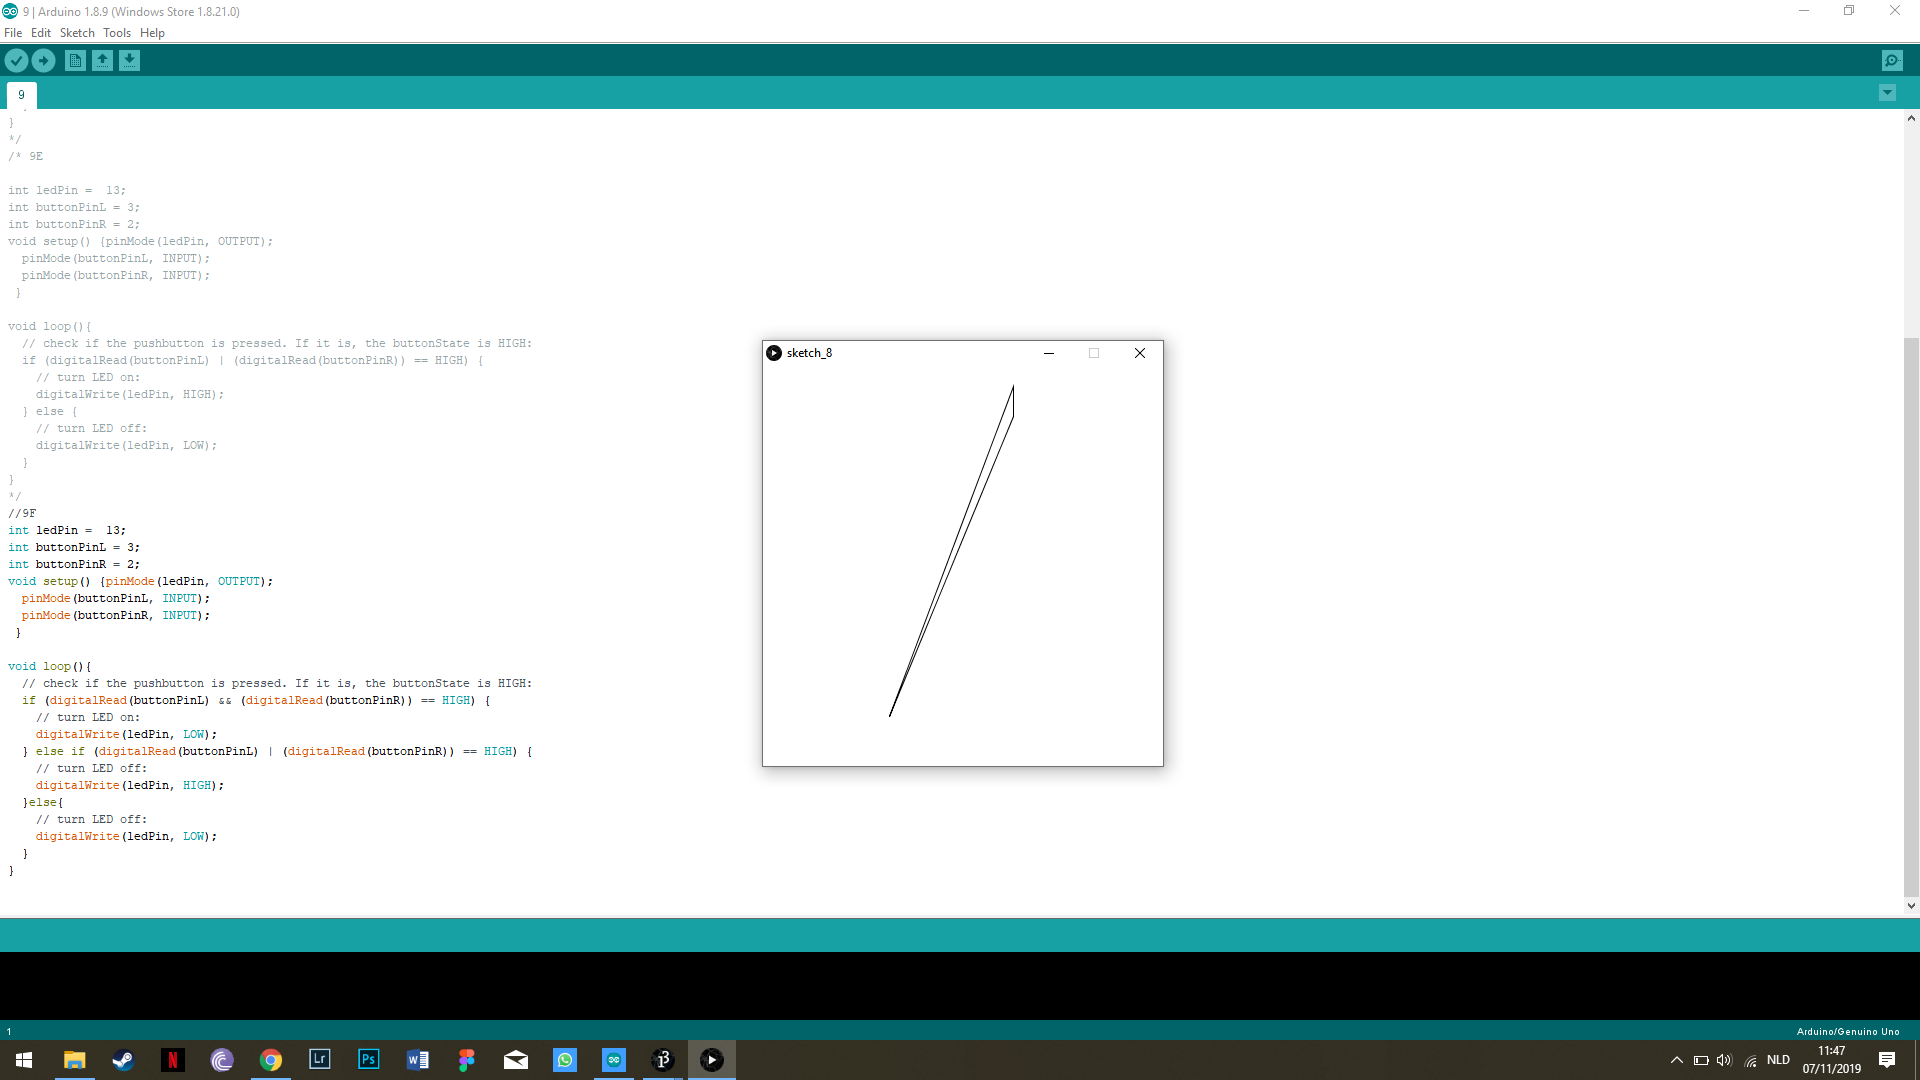 9 | Arduino 1.8.9 (Windows Store 1.8.21.0)
File Edit Sketch Tools Help
9
}
*/
/* 9E
int ledPin =  13;
int buttonPinL = 3;
int buttonPinR = 2;
void setup() {pinMode(ledPin, OUTPUT);
  pinMode(buttonPinL, INPUT);
  pinMode(buttonPinR, INPUT);
 }
void loop(){
  // check if the pushbutton is pressed. If it is, the buttonState is HIGH:
  if (digitalRead(buttonPinL) | (digitalRead(buttonPinR)) == HIGH) {
    // turn LED on:
    digitalWrite(ledPin, HIGH);
  } else {
    // turn LED off:
    digitalWrite(ledPin, LOW);
  }
}
*/
//9F
int ledPin =  13;
int buttonPinL = 3;
int buttonPinR = 2;
void setup() {pinMode(ledPin, OUTPUT);
  pinMode(buttonPinL, INPUT);
  pinMode(buttonPinR, INPUT);
 }
void loop(){
  // check if the pushbutton is pressed. If it is, the buttonState is HIGH:
  if (digitalRead(buttonPinL) && (digitalRead(buttonPinR)) == HIGH) {
    // turn LED on:
    digitalWrite(ledPin, LOW);
  } else if (digitalRead(buttonPinL) | (digitalRead(buttonPinR)) == HIGH) {
    // turn LED off:
    digitalWrite(ledPin, HIGH);
  }else{
    // turn LED off:
    digitalWrite(ledPin, LOW);
  }
}
sketch_8
1
Arduino/Genuino Uno
N
Lr
Ps
W
NLD
11:47
07/11/2019